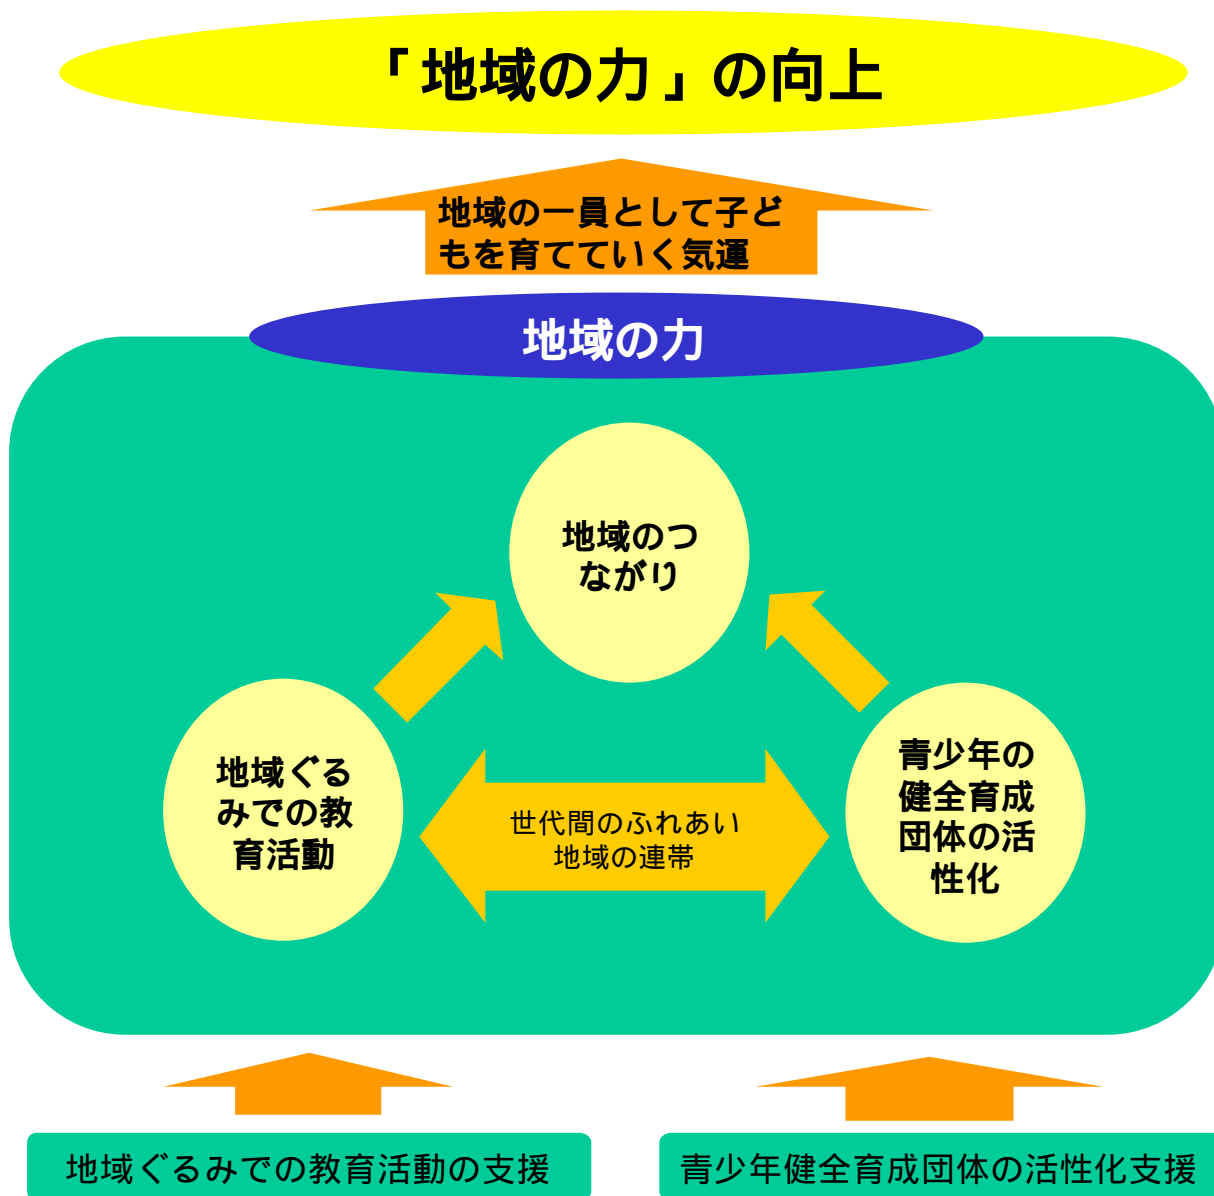 「地域の力」の向上
地域の一員として子ど
もを育てていく気運
地域の力
地域のつ
ながり
地域ぐる
みでの教
育活動
世代間のふれあい
地域の連帯
青少年の
健全育成
団体の活
性化
地域ぐるみでの教育活動の支援
青少年健全育成団体の活性化支援